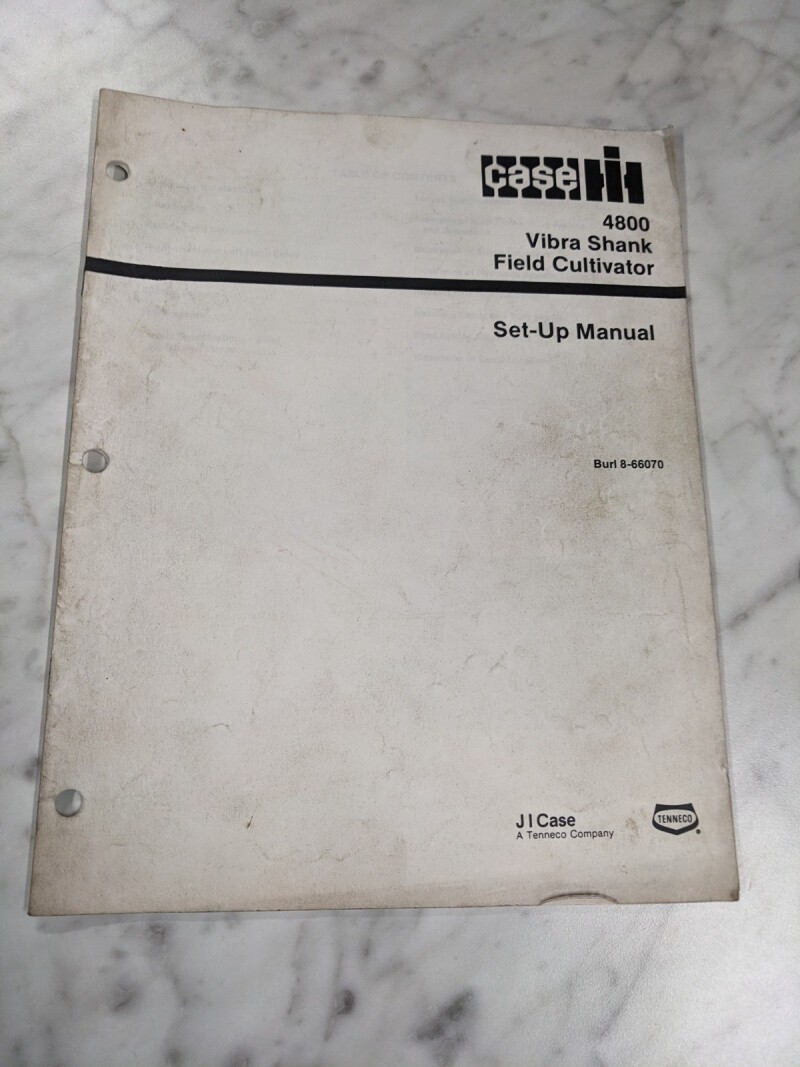 case IH
4800
Vibra Shank
Field Cultivator
Set-Up Manual
Burl 8-66070
J I Case
A Tenneco Company
TENNECO